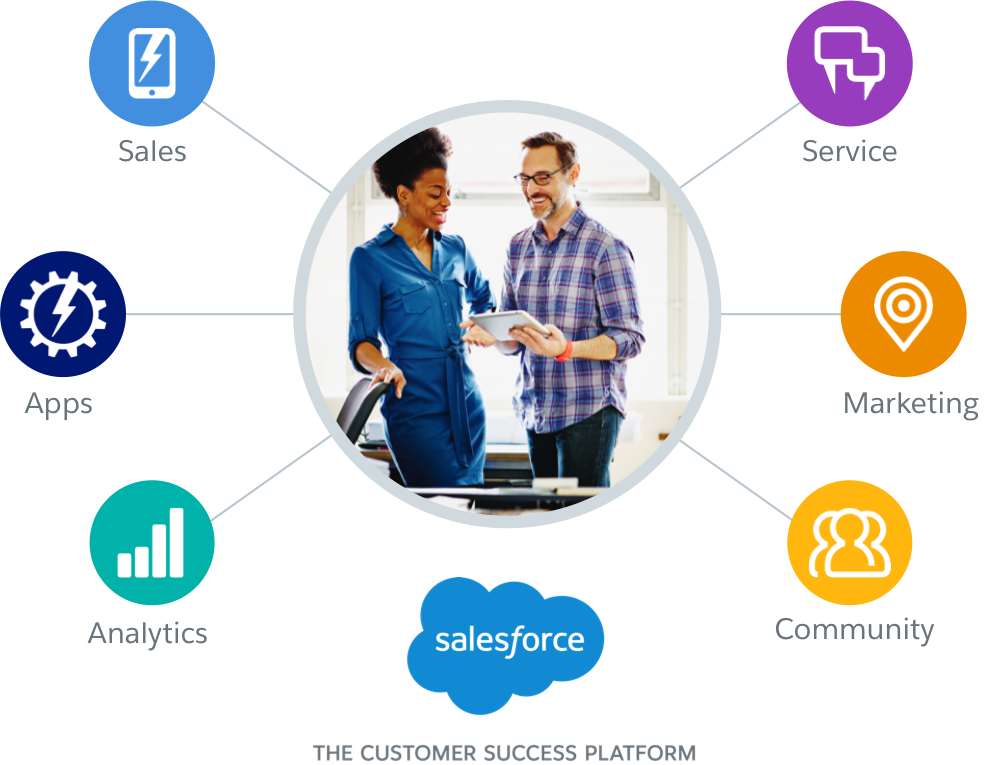 Sales
Service
Apps
Marketing
Analytics
Community
salesforce
THE CUSTOMER SUCCESS PLATFORM